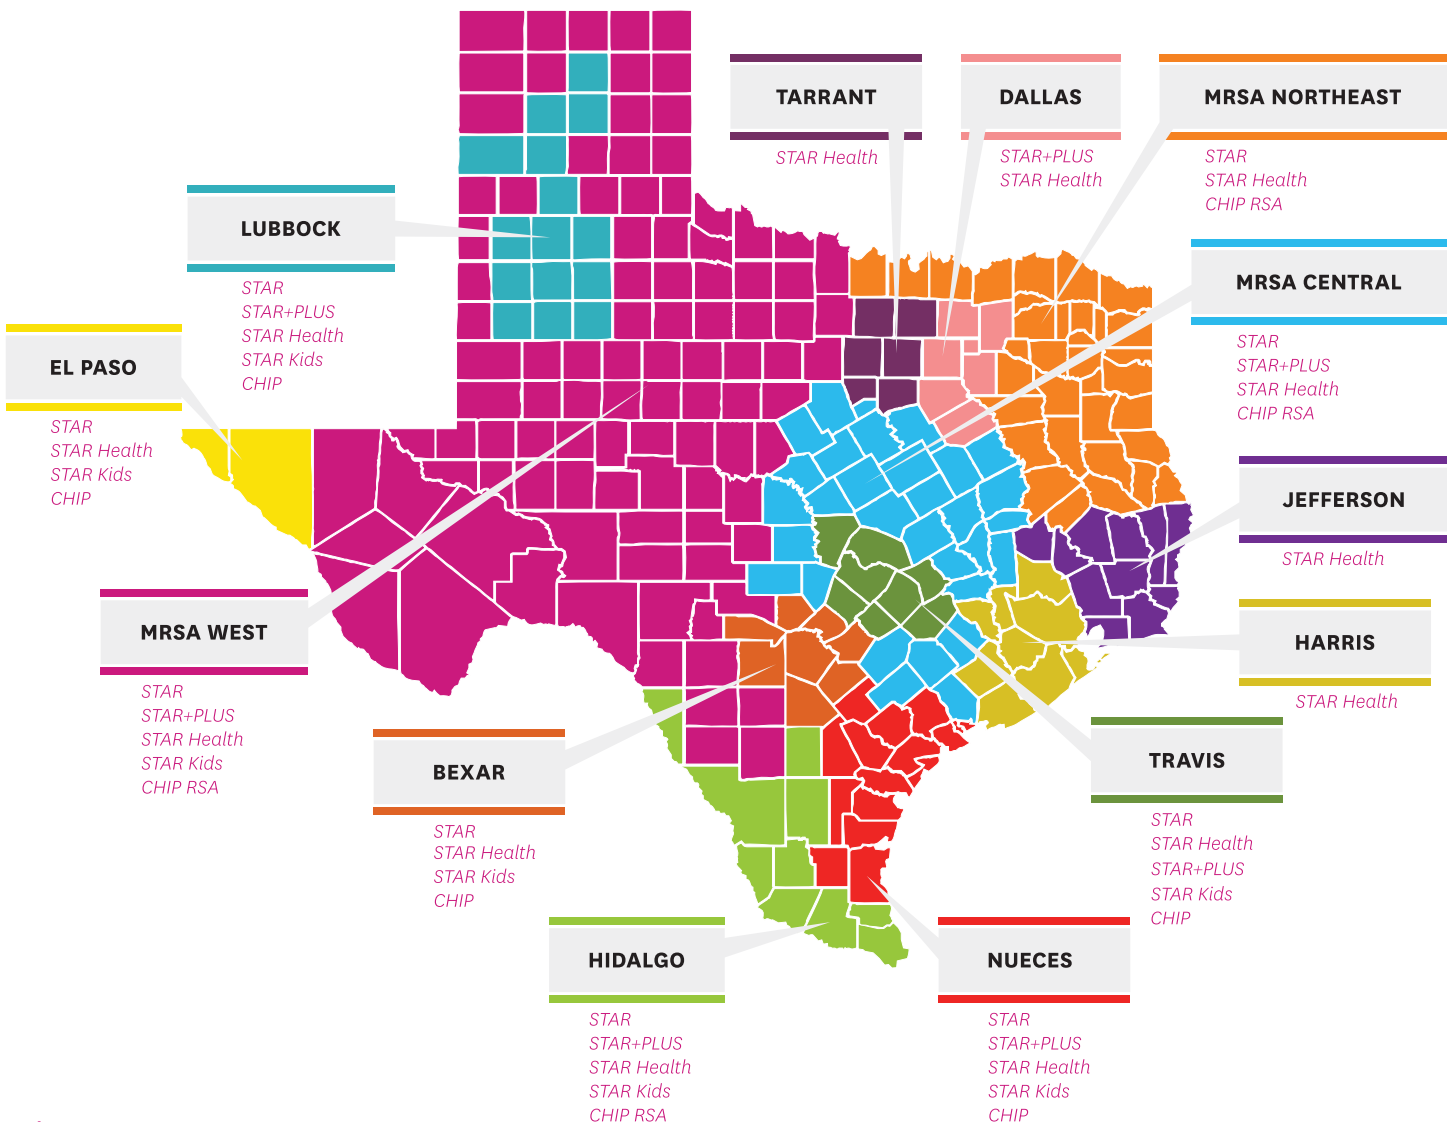 TARRANT
STAR Health
DALLAS
STAR+PLUS
STAR Health
MRSA NORTHEAST
STAR
STAR Health
CHIP RSA
LUBBOCK
STAR
STAR+PLUS
STAR Health
STAR Kids
CHIP
MRSA CENTRAL
STAR
STAR+PLUS
STAR Health
CHIP RSA
EL PASO
STAR
STAR Health
STAR Kids
CHIP
JEFFERSON
STAR Health
MRSA WEST
STAR
STAR+PLUS
STAR Health
STAR Kids
CHIP RSA
HARRIS
STAR Health
BEXAR
STAR
STAR Health
STAR Kids
CHIP
TRAVIS
STAR
STAR Health
STAR+PLUS
STAR Kids
CHIP
HIDALGO
STAR
STAR+PLUS
STAR Health
STAR Kids
CHIP RSA
NUECES
STAR
STAR+PLUS
STAR Health
STAR Kids
CHIP